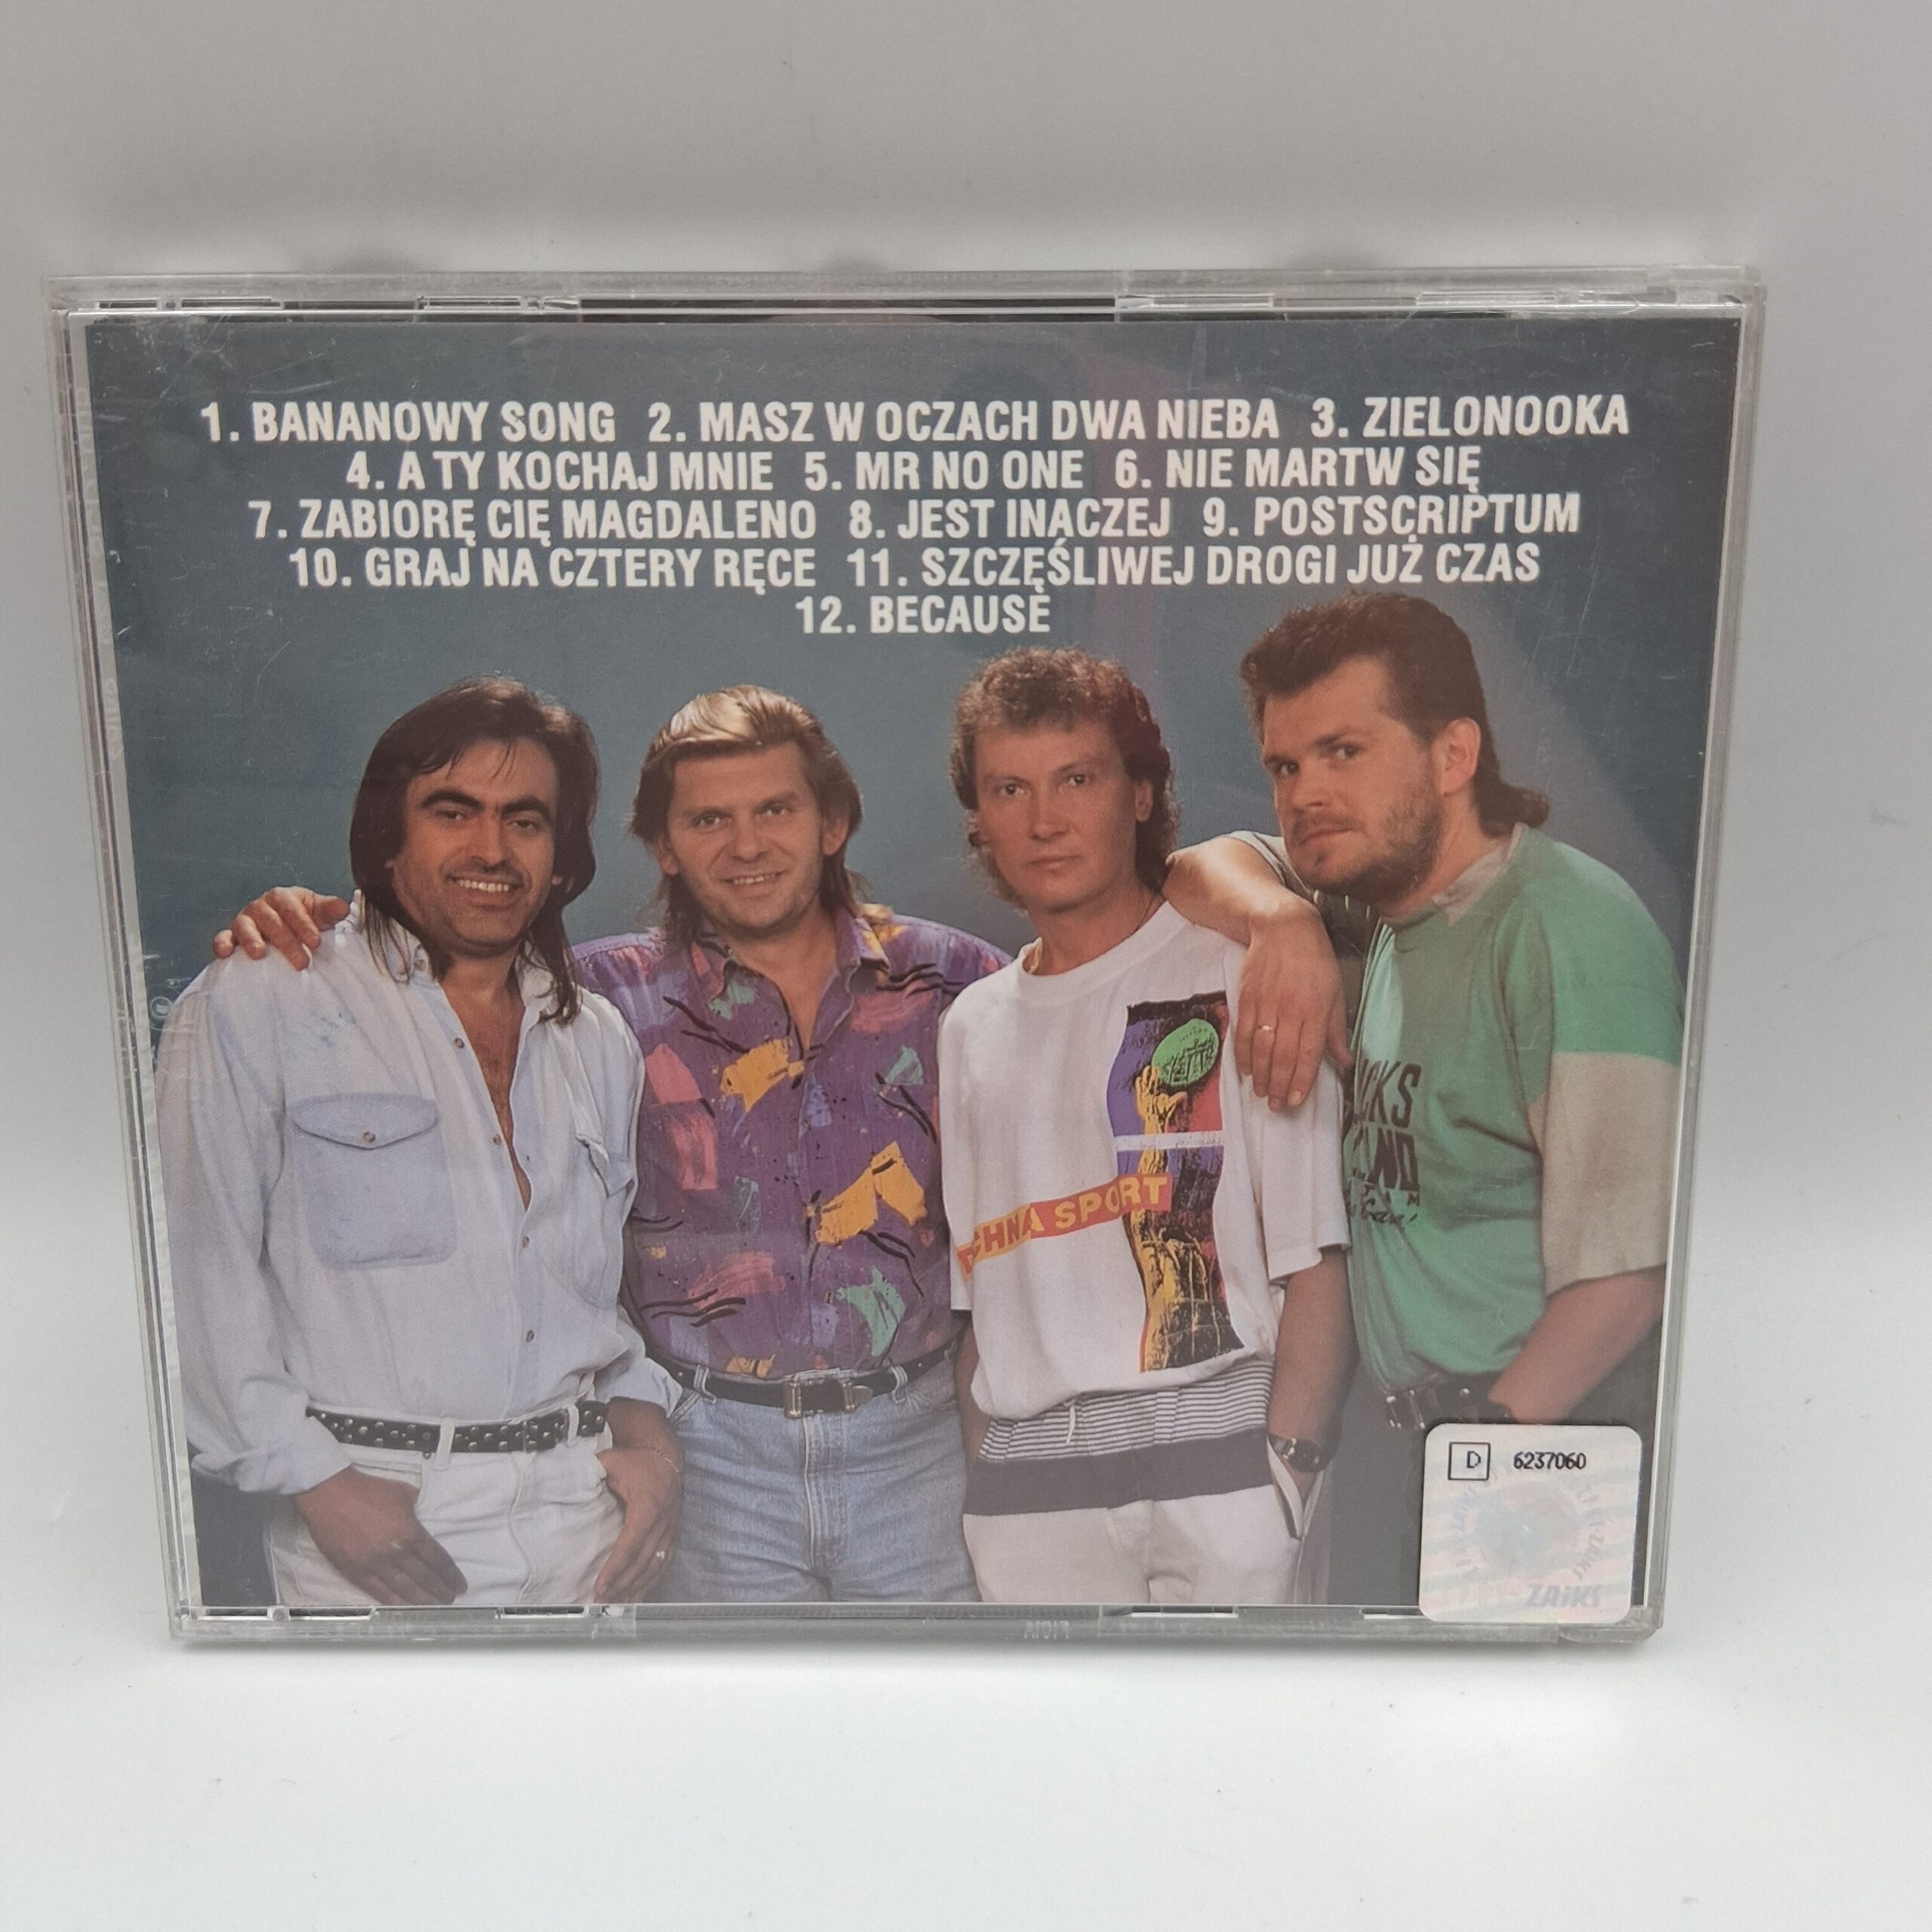 1. BANANOWY SONG 2. MASZ W OCZACH DWA NIEBA 3. ZIELONOOKA
4. A TY KOCHAJ MNIE 5. MR NO ONE 6. NIE MARTW SIĘ
7. ZABIORĘ CIĘ MAGDALENO 8. JEST INACZEJ 9. POSTSCRIPTUM
10. GRAJ NA CZTERY RĘCE 11. SZCZĘŚLIWEJ DROGI JUŻ CZAS
12. BECAUSE
SPORT
D 6237060
ZAIKS